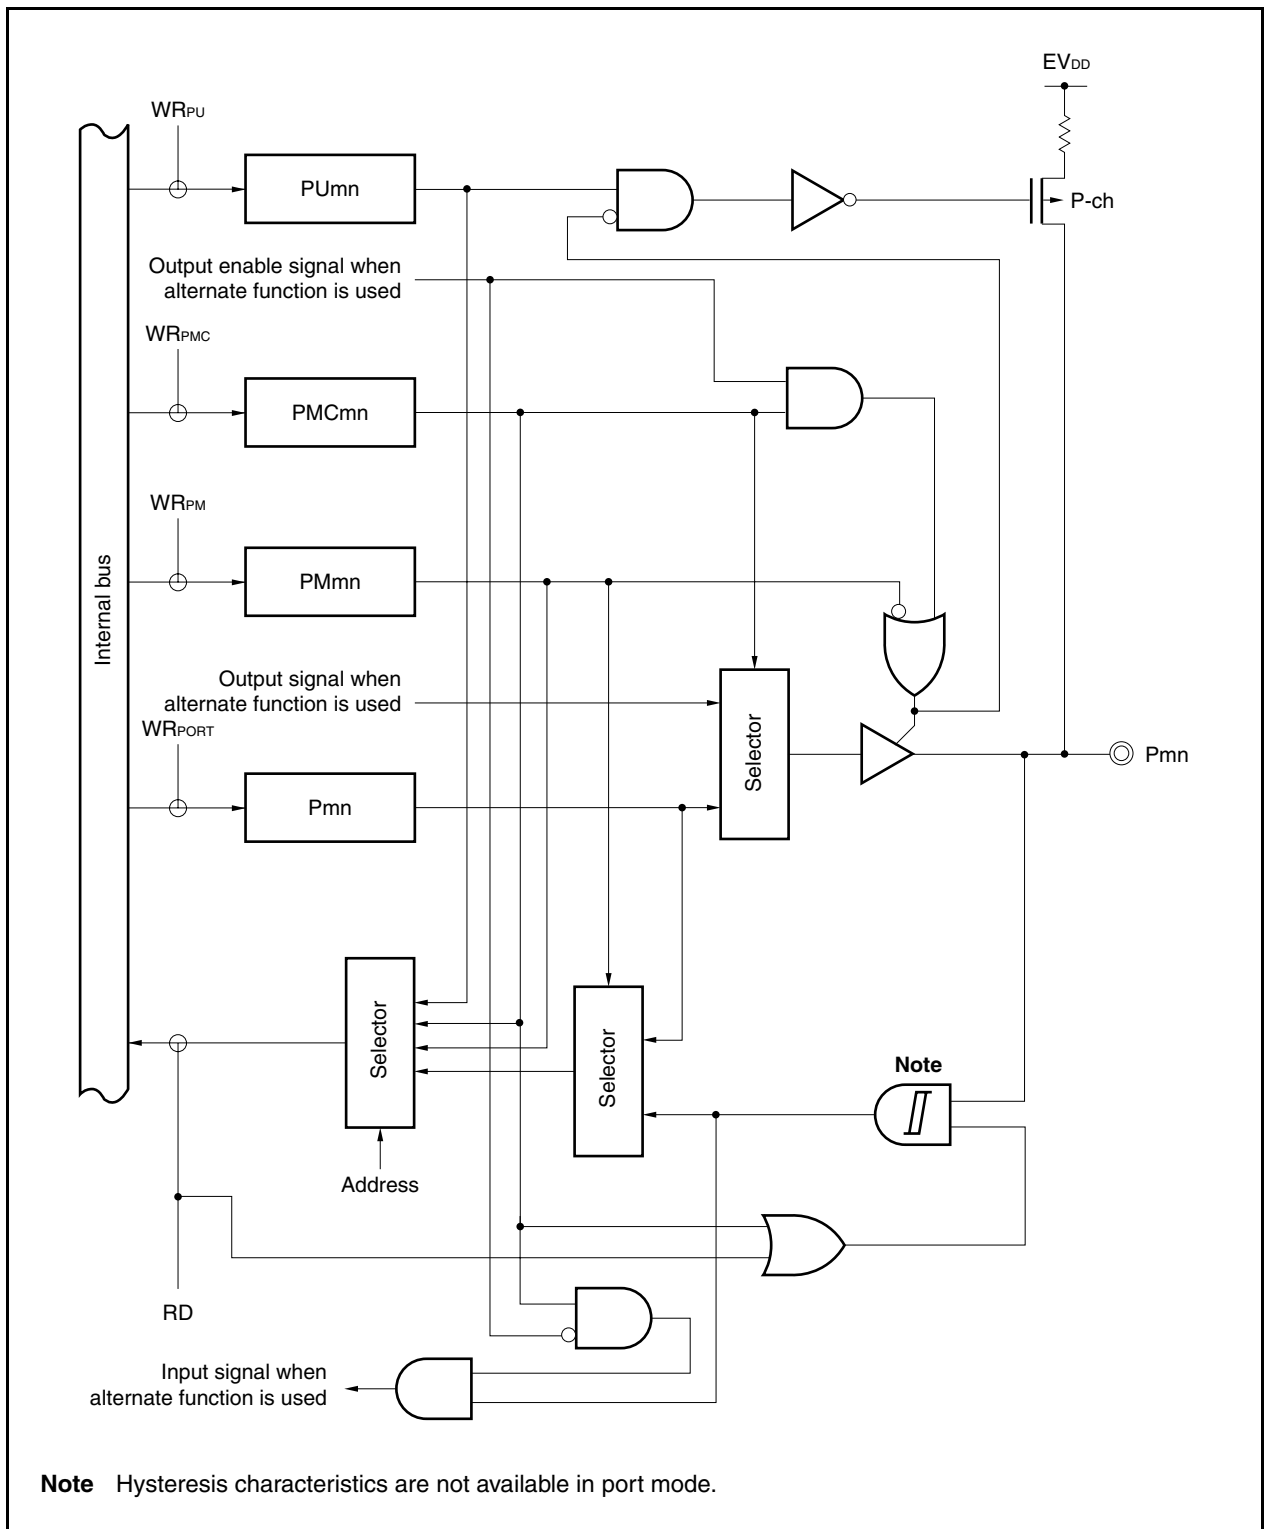 EVDD
WRPU
PUmn
P-ch
Output enable signal when
alternate function is used
WRPMC
PMCmn
WRPM
PMmn
Internal bus
Output signal when
alternate function is used
WRPORT
Selector
Pmn
Pmn
Selector
Selector
Note
Address
RD
Input signal when
alternate function is used
Note Hysteresis characteristics are not available in port mode.